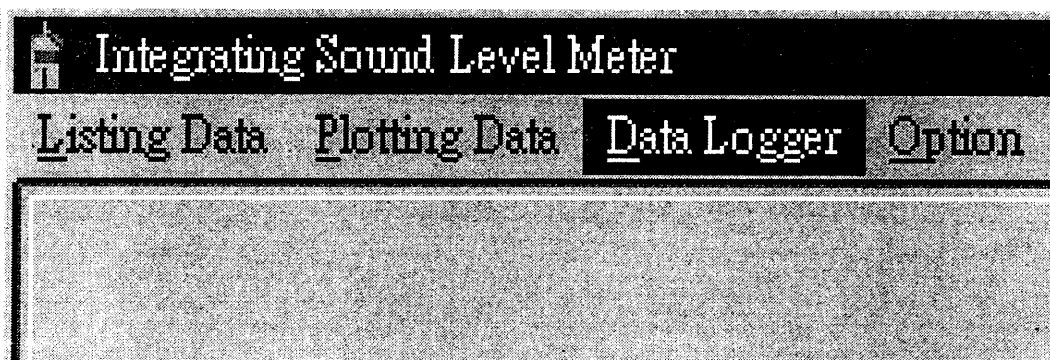 Integrating Sound Level Meter
Listing Data Plotting Data Data Logger Option